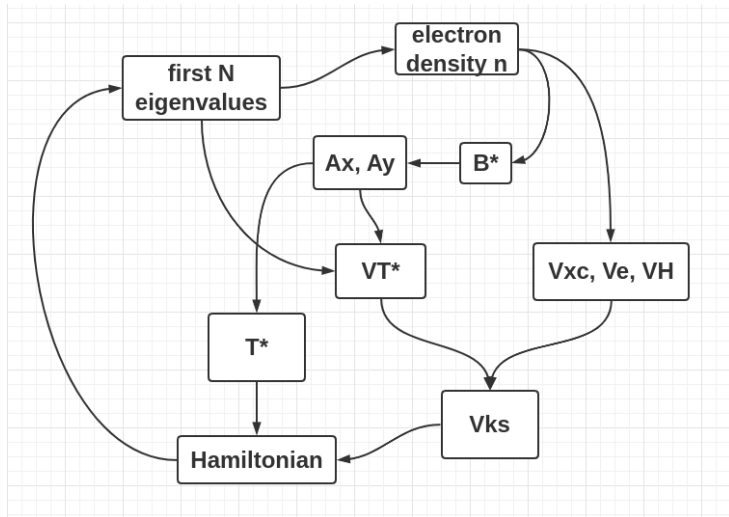 electron
density n
first N
eigenvalues
Ax, Ay
B*
VT*
Vxc, Ve, VH
T*
Vks
Hamiltonian